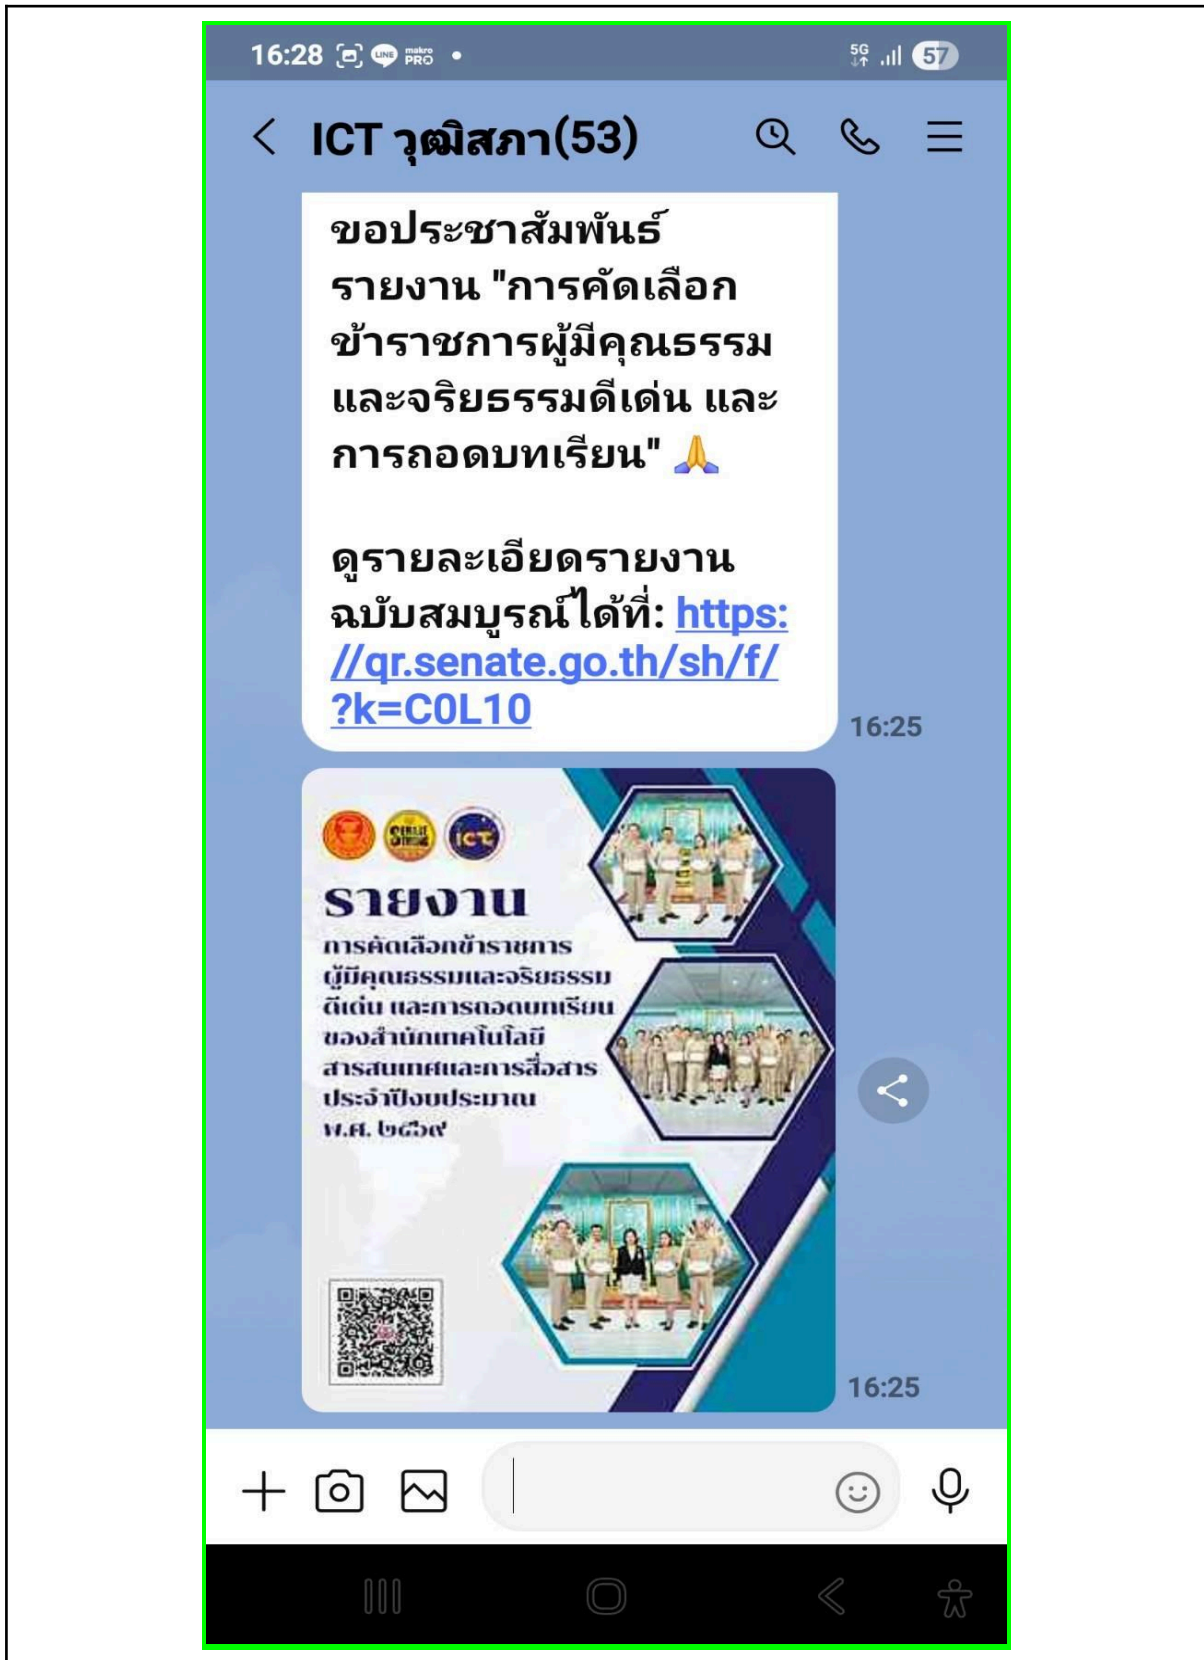 16:28 LINE makro PRO 5G 57
ICT วุฒิสภา(53)
ขอประชาสัมพันธ์
รายงาน "การคัดเลือก
ข้าราชการผู้มีคุณธรรม
และจริยธรรมดีเด่น และ
การถอดบทเรียน" 🙏
ดูรายละเอียดรายงาน
ฉบับสมบูรณ์ได้ที่: https:
//qr.senate.go.th/sh/f/
?k=C0L10
16:25
SENATE STRONG ict
รายงาน
การคัดเลือกข้าราชการ
ผู้มีคุณธรรมและจริยธรรม
ดีเด่น และการถอดบทเรียน
ของสำนักเทคโนโลยี
สารสนเทศและการสื่อสาร
ประจำปีงบประมาณ
พ.ศ. ๒๕๖๙
16:25